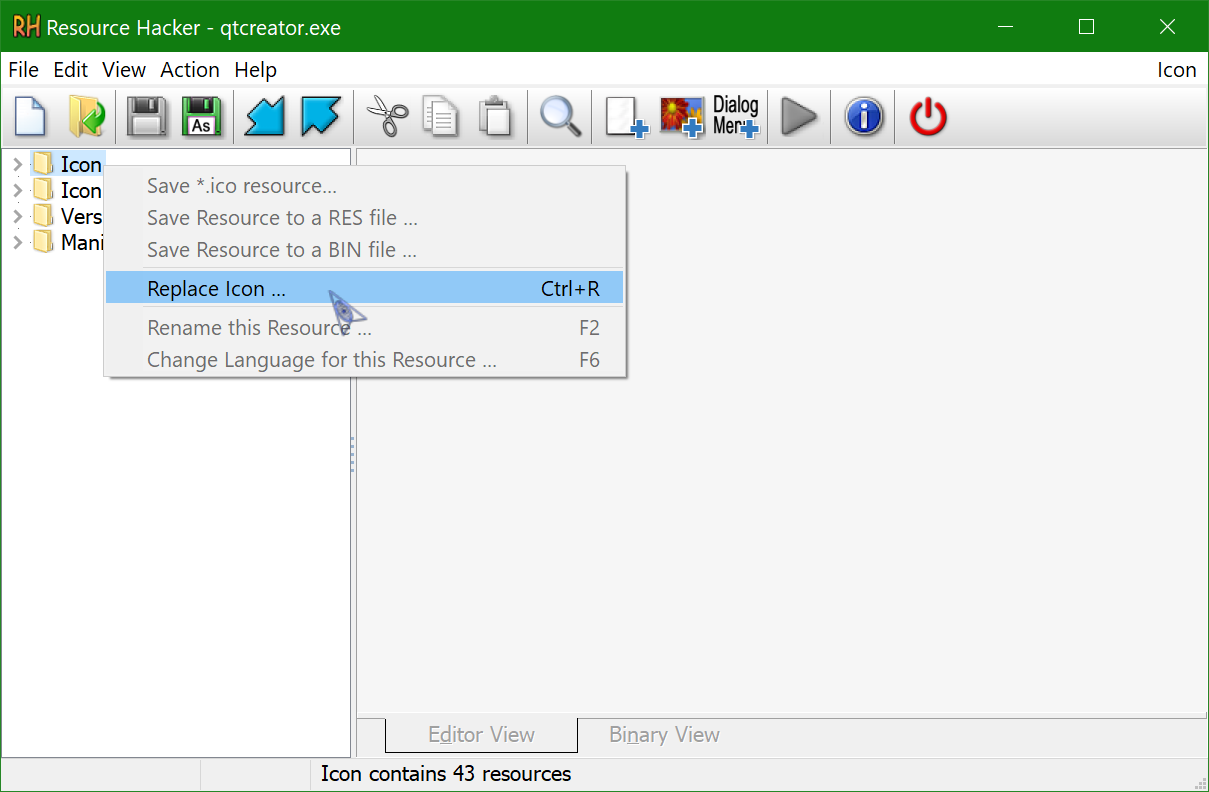 RH Resource Hacker - qtcreator.exe
File Edit View Action Help Icon
As Dialog
Men
Icon
Icon
Vers
Mani
Save *.ico resource...
Save Resource to a RES file ...
Save Resource to a BIN file ...
Replace Icon ... Ctrl+R
Rename this Resource ... F2
Change Language for this Resource ... F6
Editor View Binary View
Icon contains 43 resources